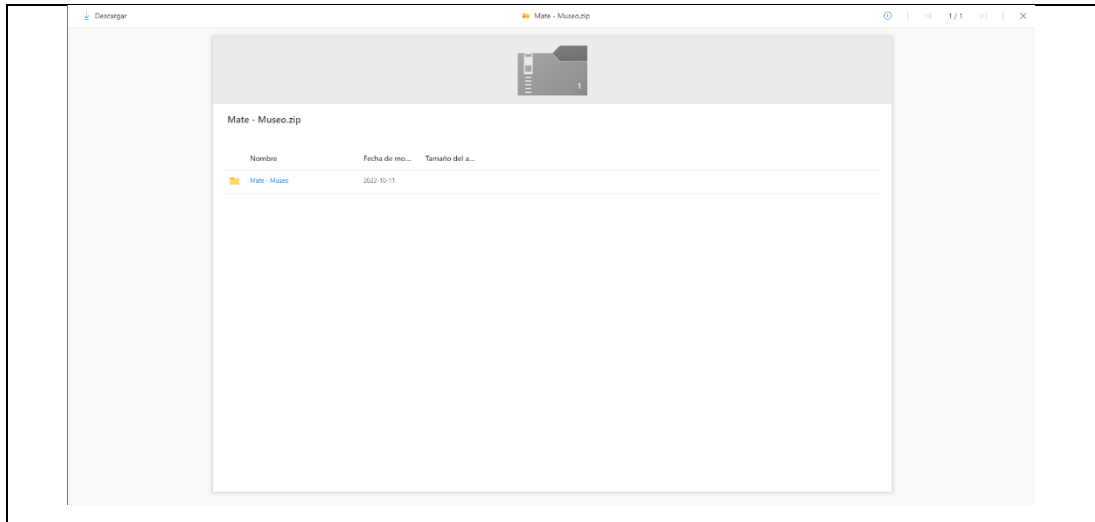 Descargar Mate - Museo.zip 1 / 1
1
Mate - Museo.zip
Nombre Fecha de mo... Tamaño del a...
Mate - Museo 2022-10-11